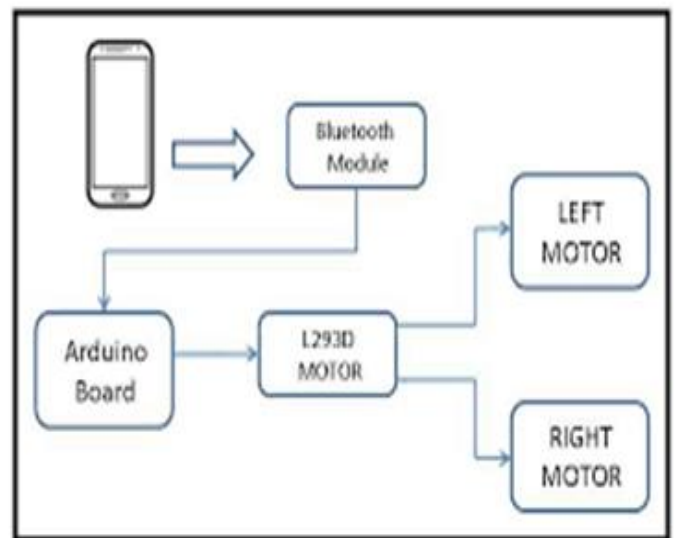 Bluetooth
Module
LEFT
MOTOR
Arduino
Board
L293D
MOTOR
RIGHT
MOTOR